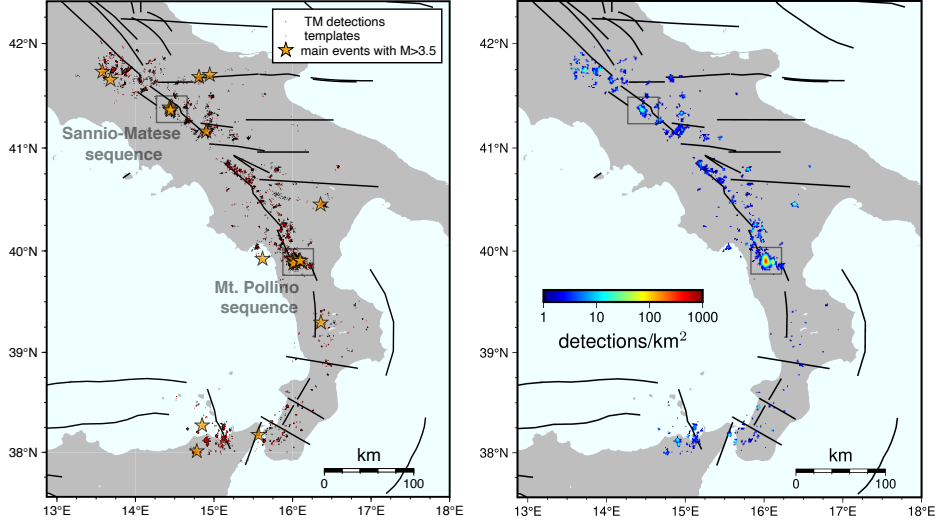 TM detections
templates
main events with M>3.5
42°N
41°N
40°N
39°N
38°N
Sannio-Matese
sequence
Mt. Pollino
sequence
km
0 100
13°E 14°E 15°E 16°E 17°E 18°E
42°N
41°N
40°N
39°N
38°N
1 10 100 1000
detections/km²
km
0 100
13°E 14°E 15°E 16°E 17°E 18°E